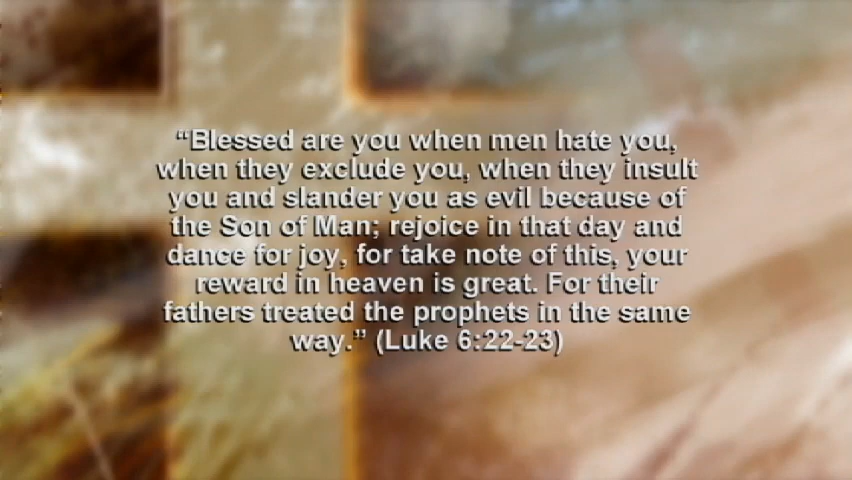 “Blessed are you when men hate you,
when they exclude you, when they insult
you and slander you as evil because of
the Son of Man; rejoice in that day and
dance for joy, for take note of this, your
reward in heaven is great. For their
fathers treated the prophets in the same
way.” (Luke 6:22-23)